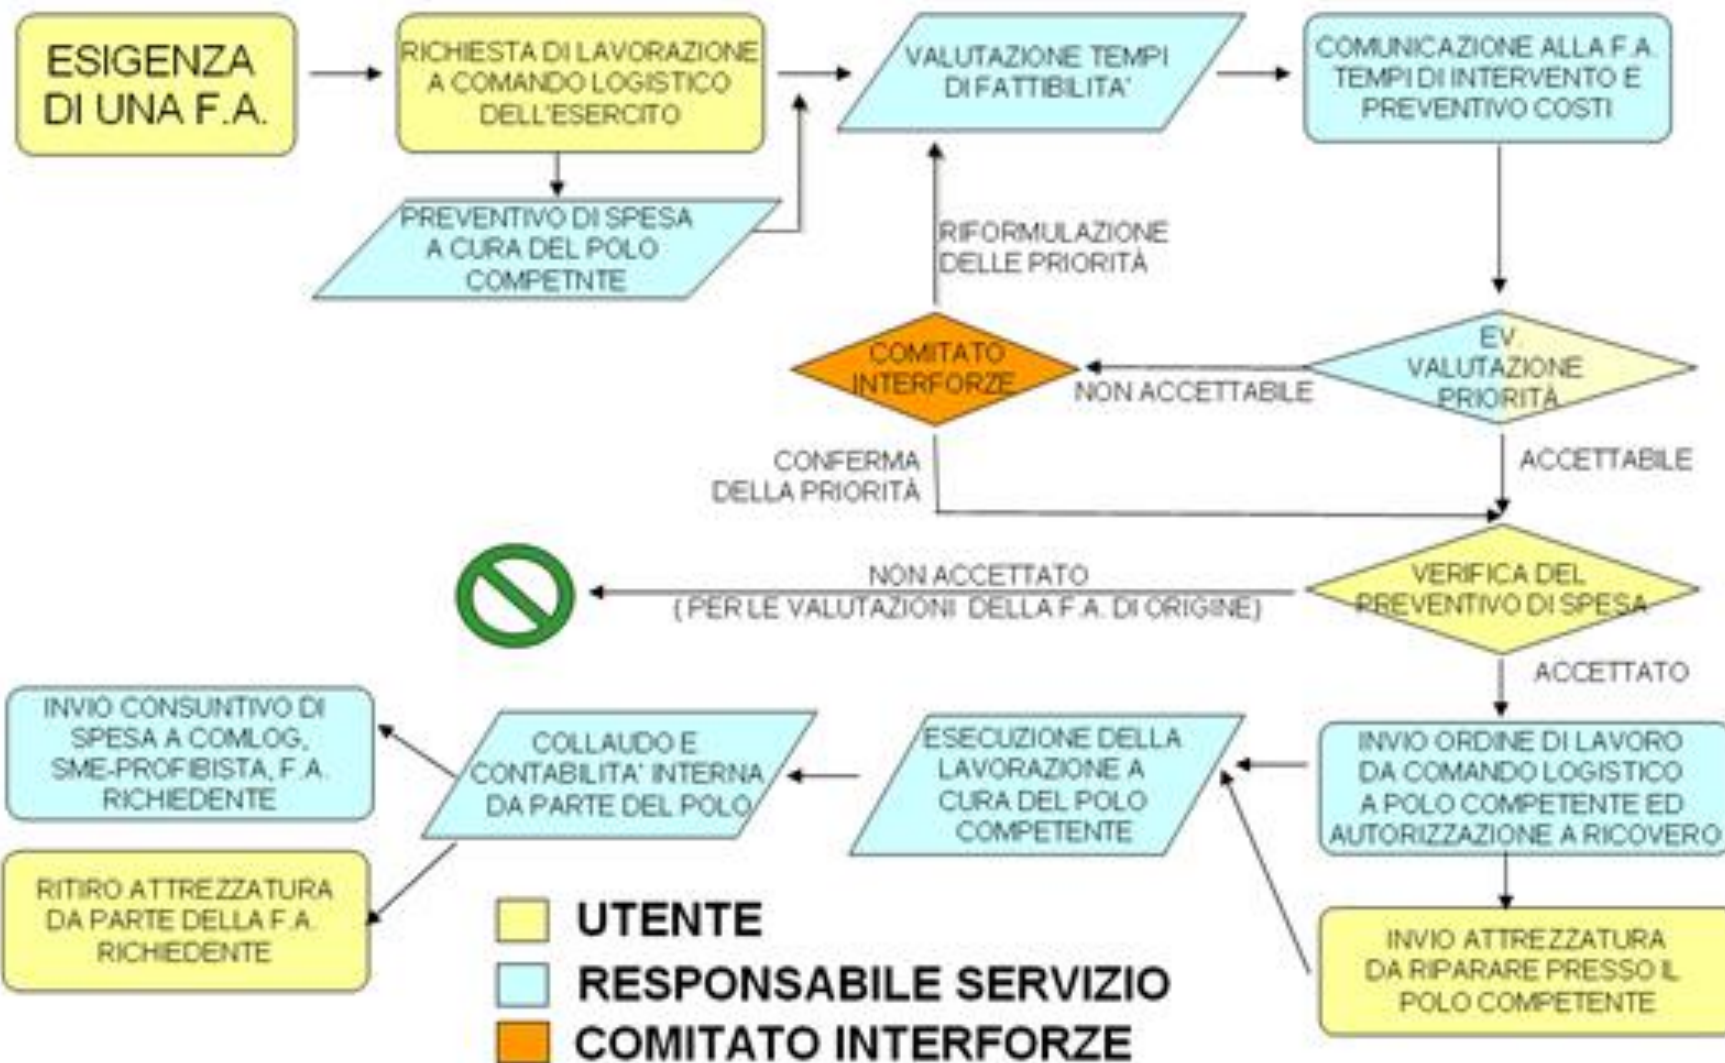 ESIGENZA
DI UNA F.A.
RICHIESTA DI LAVORAZIONE
A COMANDO LOGISTICO
DELL'ESERCITO
VALUTAZIONE TEMPI
DI FATTIBILITA'
COMUNICAZIONE ALLA F.A.
TEMPI DI INTERVENTO E
PREVENTIVO COSTI
PREVENTIVO DI SPESA
A CURA DEL POLO
COMPETNTE
RIFORMULAZIONE
DELLE PRIORITÀ
COMITATO
INTERFORZE
NON ACCETTABILE
EV.
VALUTAZIONE
PRIORITÀ
CONFERMA
DELLA PRIORITÀ
ACCETTABILE
NON ACCETTATO
( PER LE VALUTAZIONI DELLA F.A. DI ORIGINE)
VERIFICA DEL
PREVENTIVO DI SPESA
ACCETTATO
INVIO CONSUNTIVO DI
SPESA A COMLOG,
SME-PROFIBISTA, F.A.
RICHIEDENTE
COLLAUDO E
CONTABILITA' INTERNA
DA PARTE DEL POLO
ESECUZIONE DELLA
LAVORAZIONE A
CURA DEL POLO
COMPETENTE
INVIO ORDINE DI LAVORO
DA COMANDO LOGISTICO
A POLO COMPETENTE ED
AUTORIZZAZIONE A RICOVERO
RITIRO ATTREZZATURA
DA PARTE DELLA F.A.
RICHIEDENTE
INVIO ATTREZZATURA
DA RIPARARE PRESSO IL
POLO COMPETENTE
UTENTE
RESPONSABILE SERVIZIO
COMITATO INTERFORZE